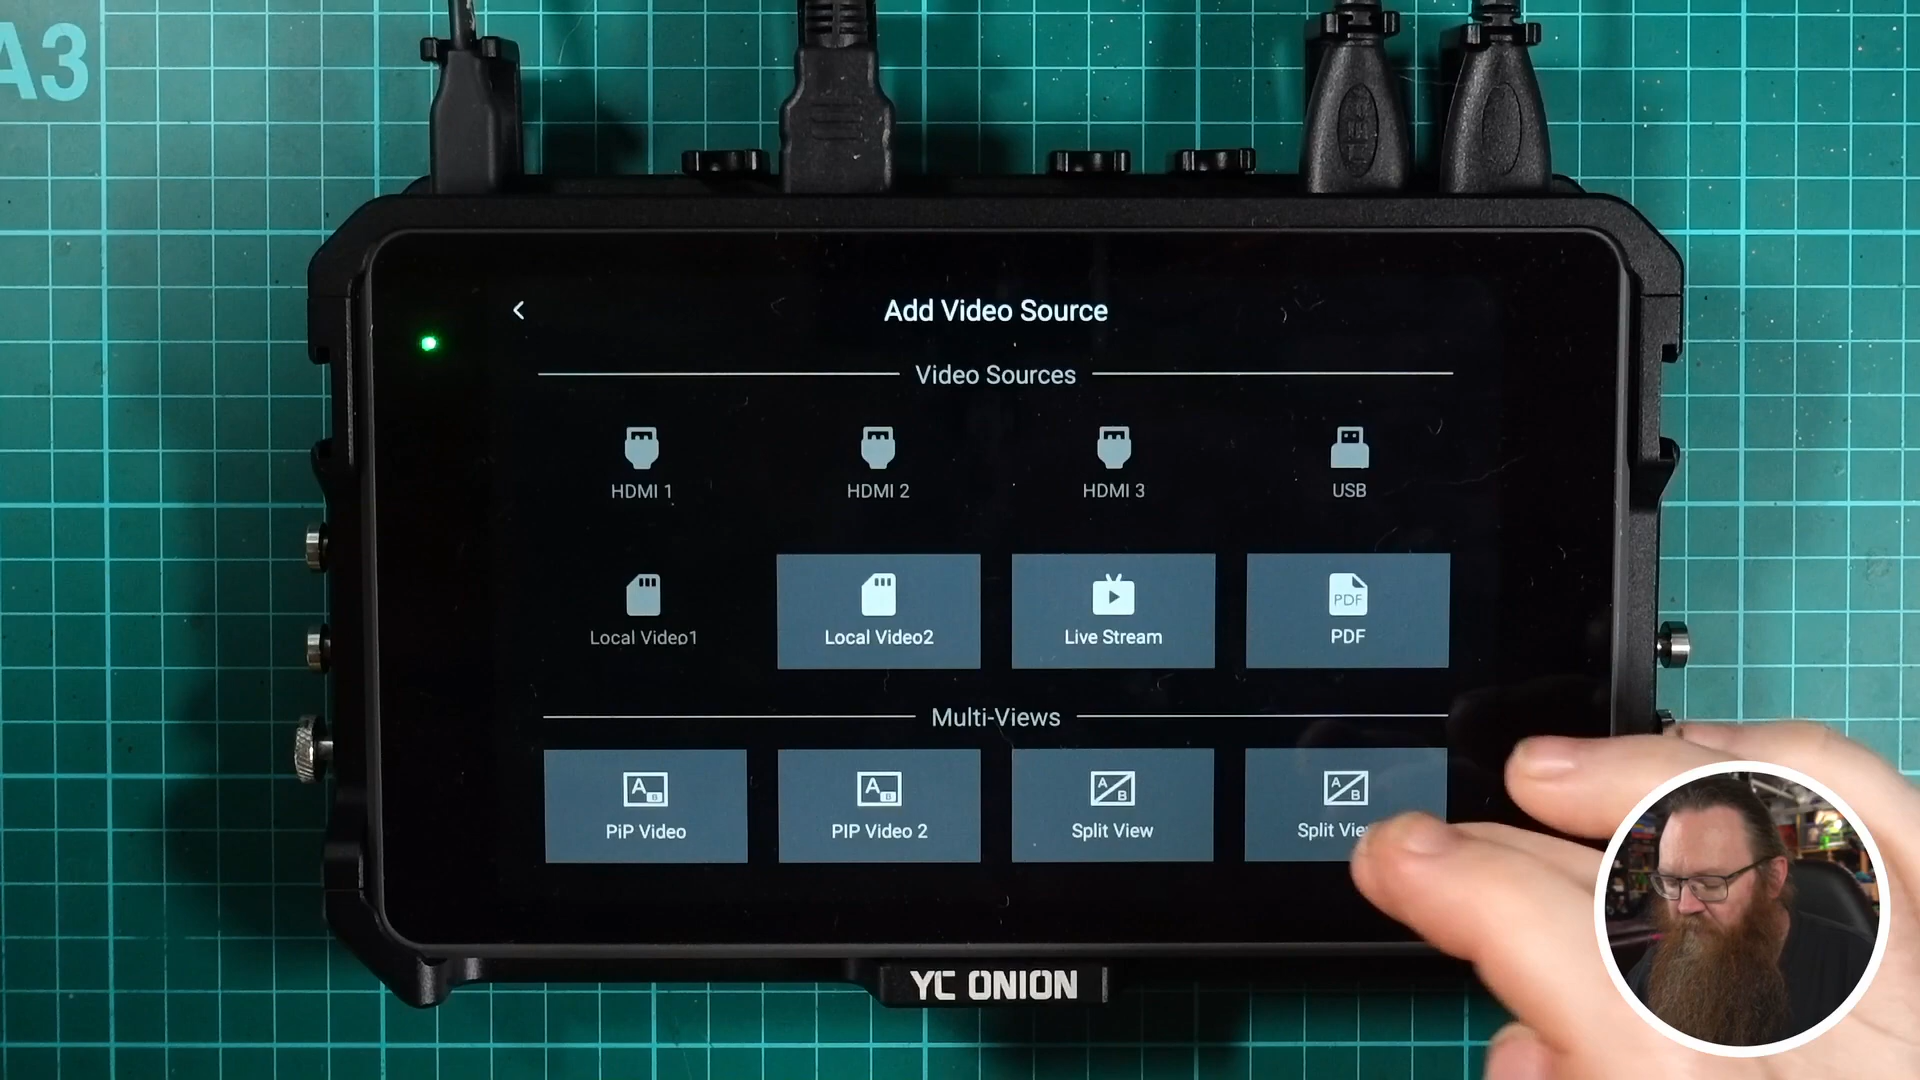 A3
Add Video Source
Video Sources
HDMI 1
HDMI 2
HDMI 3
USB
Local Video1
Local Video2
Live Stream
PDF
PDF
Multi-Views
A B
PiP Video
A B
PIP Video 2
A B
Split View
A B
Split
YC ONION